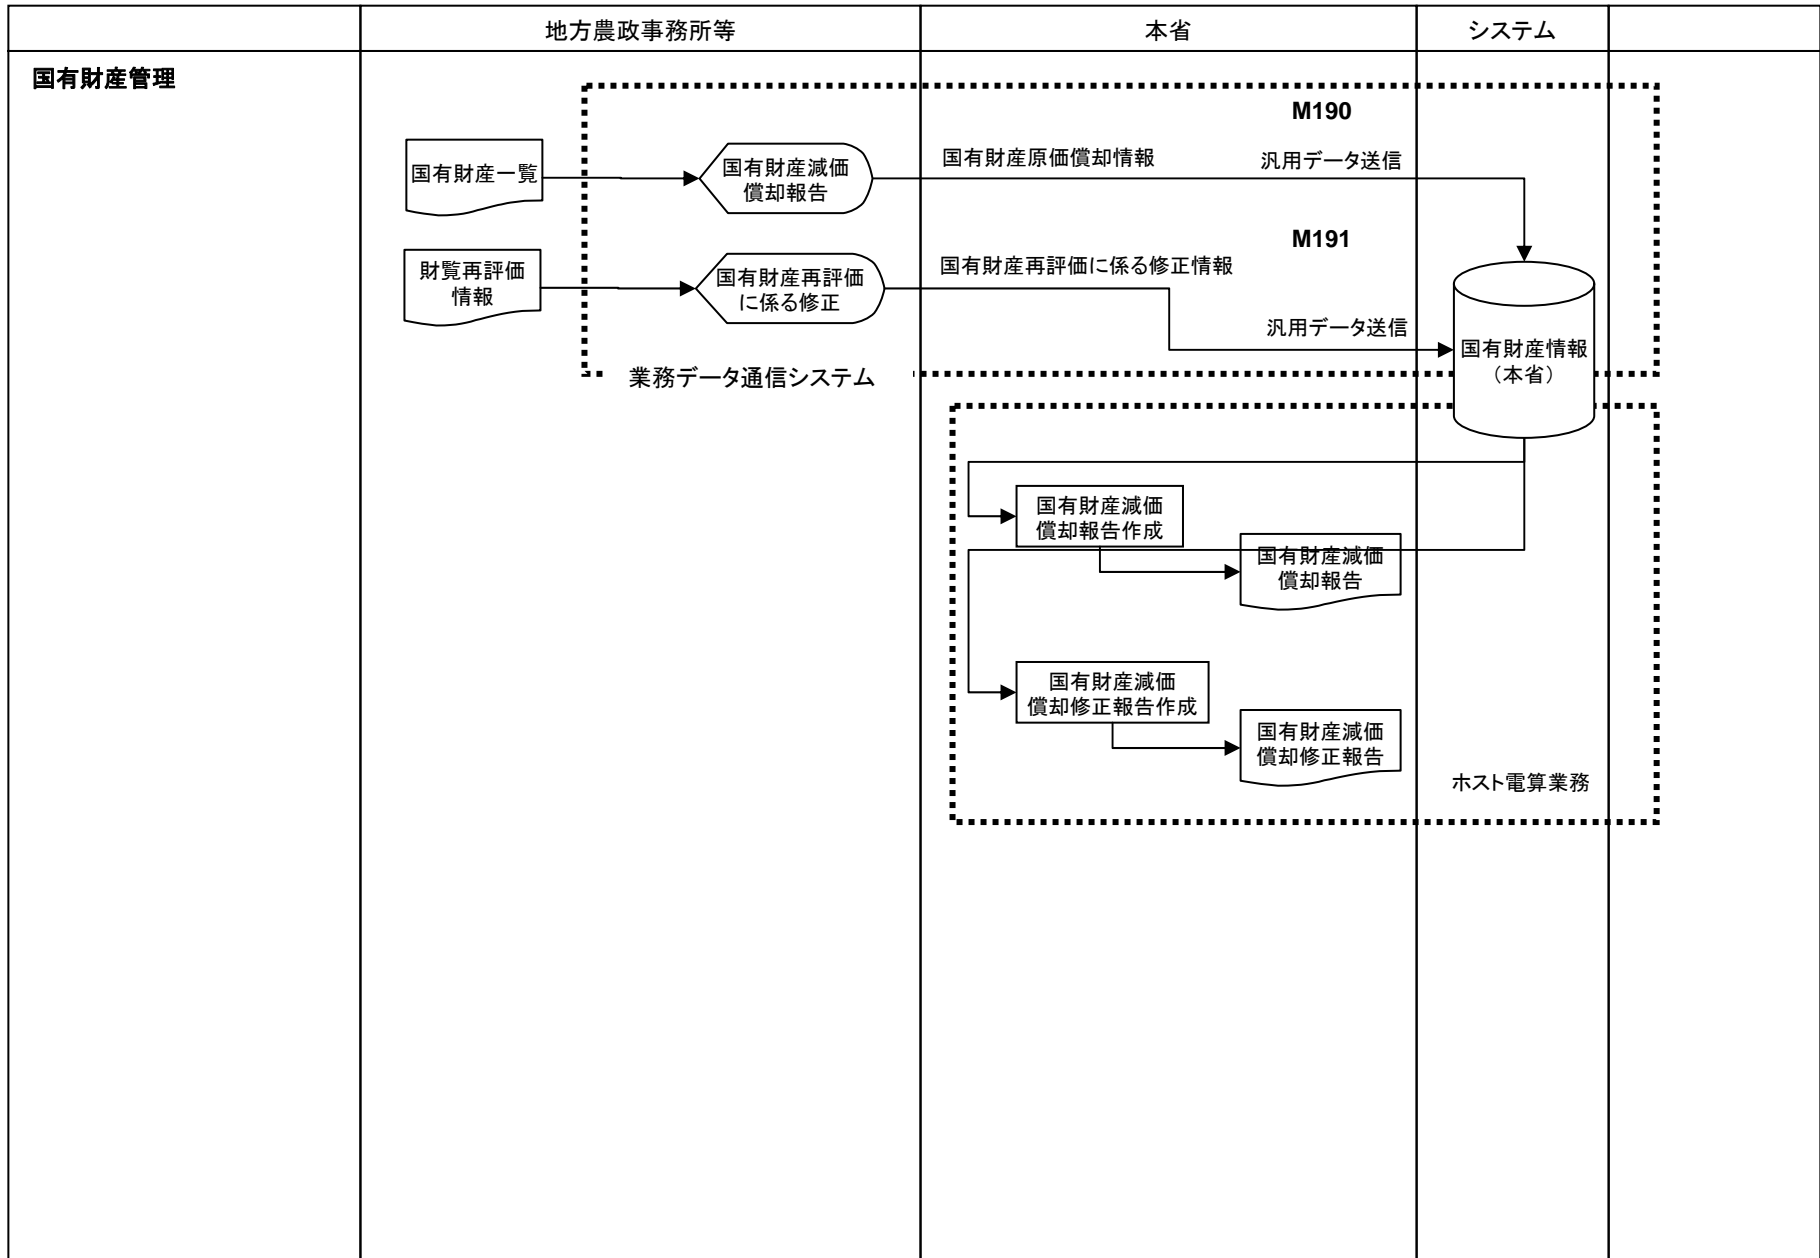 地方農政事務所等
本省
システム
国有財産管理
M190
国有財産一覧
国有財産減価
償却報告
国有財産原価償却情報
汎用データ送信
M191
財覧再評価
情報
国有財産再評価
に係る修正
国有財産再評価に係る修正情報
汎用データ送信
国有財産情報
（本省）
業務データ通信システム
国有財産減価
償却報告作成
国有財産減価
償却報告
国有財産減価
償却修正報告作成
国有財産減価
償却修正報告
ホスト電算業務